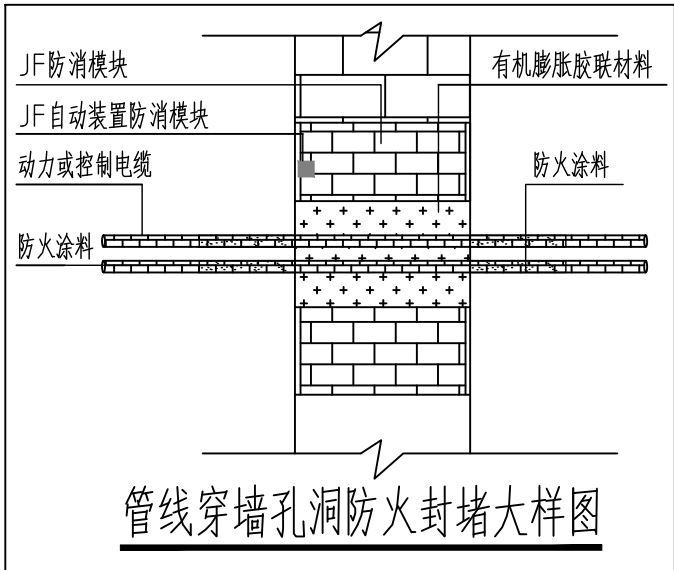 JF防消模块
有机膨胀胶联材料
JF自动装置防消模块
动力或控制电缆
防火涂料
防火涂料
管线穿墙孔洞防火封堵大样图